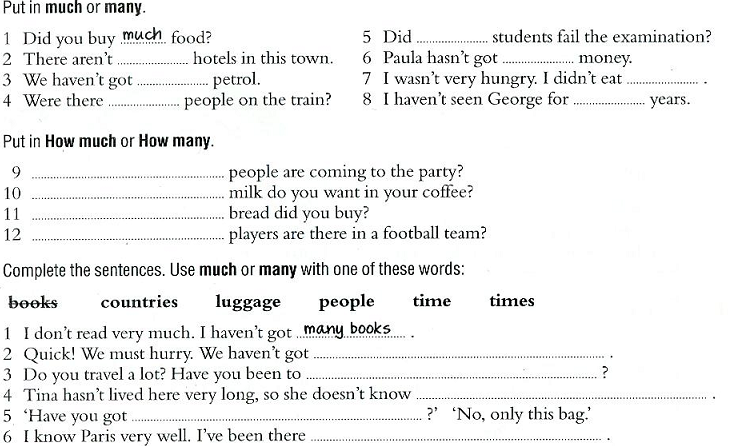 Put in much or many.
1 Did you buy much food?
2 There aren't .................... hotels in this town.
3 We haven't got .................... petrol.
4 Were there .................... people on the train?
5 Did .................... students fail the examination?
6 Paula hasn't got .................... money.
7 I wasn't very hungry. I didn't eat .................... .
8 I haven't seen George for .................... years.
Put in How much or How many.
9 .................... people are coming to the party?
10 .................... milk do you want in your coffee?
11 .................... bread did you buy?
12 .................... players are there in a football team?
Complete the sentences. Use much or many with one of these words:
books countries luggage people time times
1 I don't read very much. I haven't got many books .
2 Quick! We must hurry. We haven't got .................... .
3 Do you travel a lot? Have you been to .................... ?
4 Tina hasn't lived here very long, so she doesn't know .................... .
5 ‘Have you got .................... ?’ ‘No, only this bag.’
6 I know Paris very well. I've been there .................... .